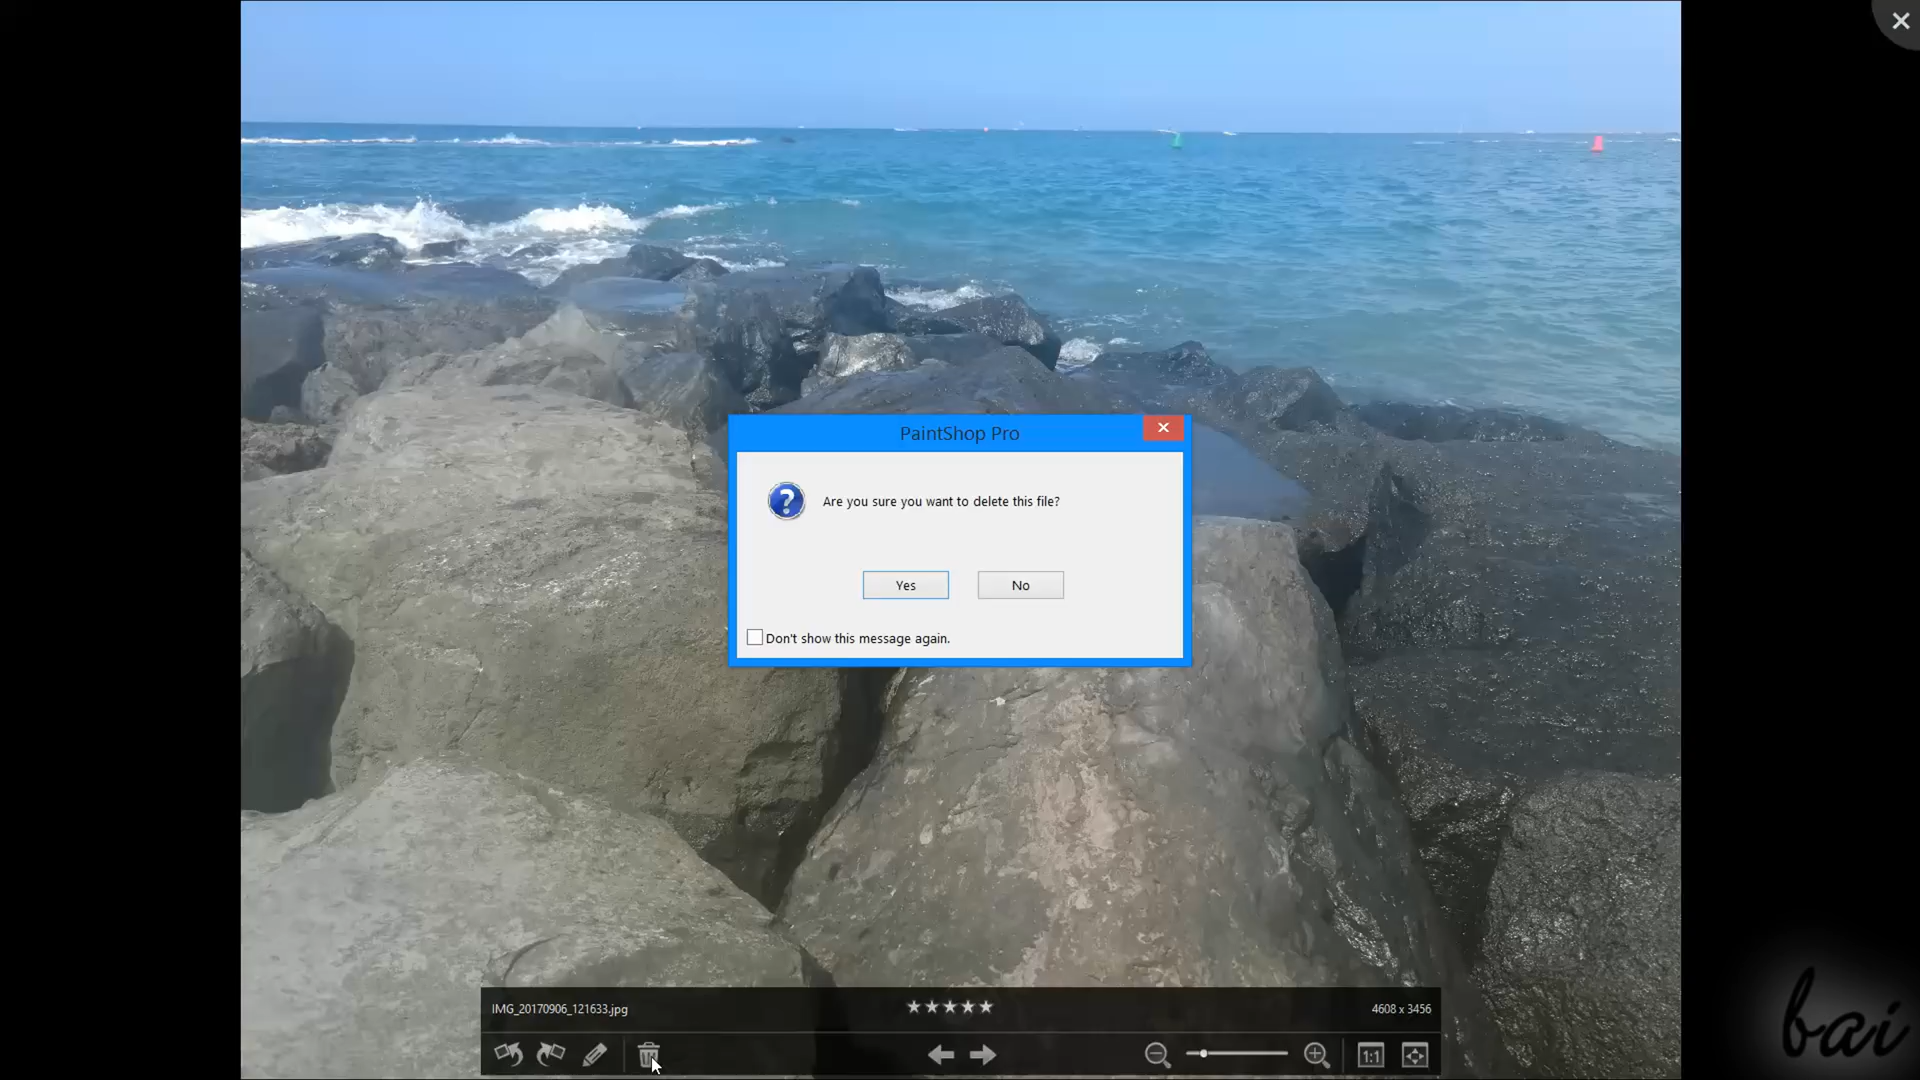 PaintShop Pro
Are you sure you want to delete this file?
Yes No
Don't show this message again.
IMG_20170906_121633.jpg 4608 x 3456
1:1
bai